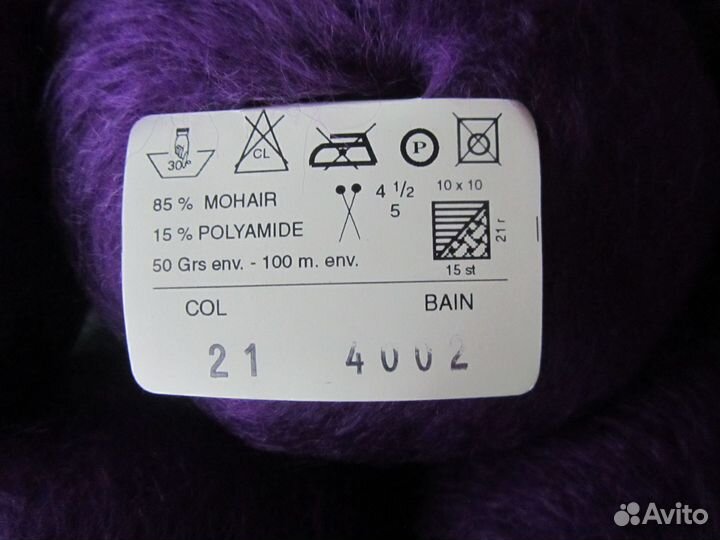 30°
CL
P
85 % MOHAIR
4 1/2
10 x 10
15 % POLYAMIDE
5
21 r
50 Grs env. - 100 m. env.
15 st
COL
BAIN
21
4002
Avito